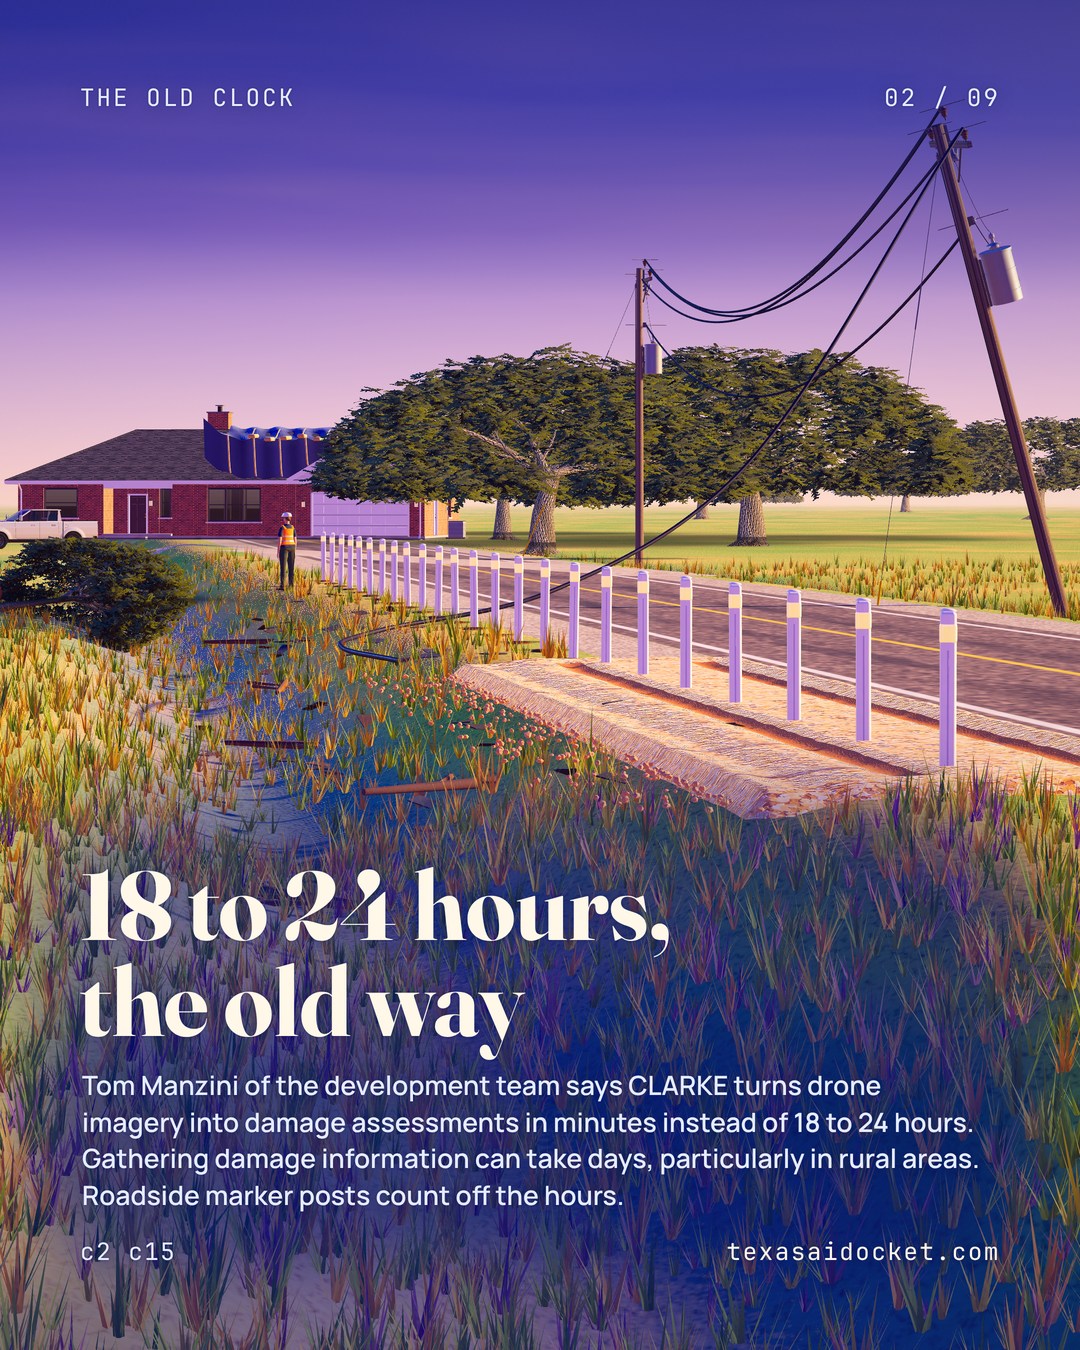 THE OLD CLOCK
02 / 09
18 to 24 hours,
the old way
Tom Manzini of the development team says CLARKE turns drone
imagery into damage assessments in minutes instead of 18 to 24 hours.
Gathering damage information can take days, particularly in rural areas.
Roadside marker posts count off the hours.
c2 c15
texasaidocket.com